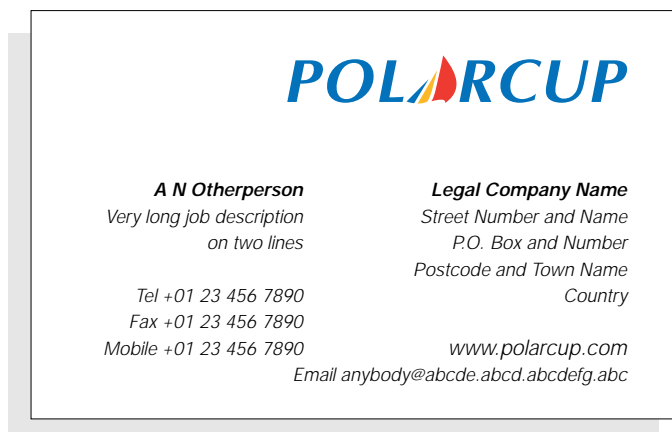 POLARCUP
A N Otherperson
Very long job description
on two lines
Tel +01 23 456 7890
Fax +01 23 456 7890
Mobile +01 23 456 7890
Legal Company Name
Street Number and Name
P.O. Box and Number
Postcode and Town Name
Country
www.polarcup.com
Email anybody@abcde.abcd.abcdefg.abc